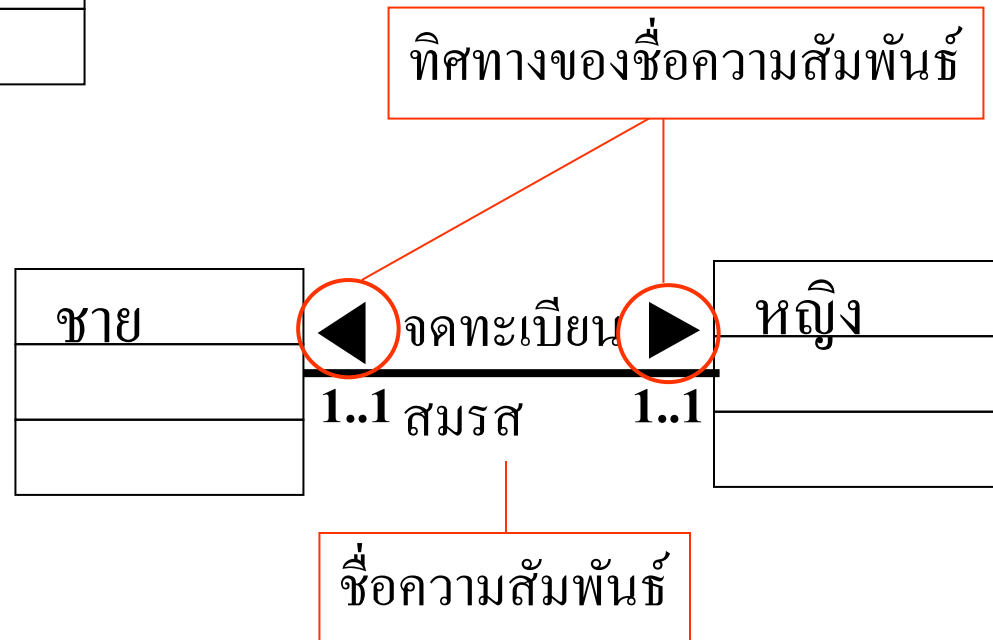 ทิศทางของชื่อความสัมพันธ์
ชาย
จดทะเบียน
หญิง
1..1
สมรส
1..1
ชื่อความสัมพันธ์